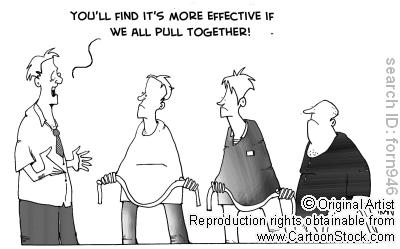 YOU'LL FIND IT'S MORE EFFECTIVE IF
WE ALL PULL TOGETHER!
search ID: forn946
© Original Artist
Reproduction rights obtainable from
www.CartoonStock.com